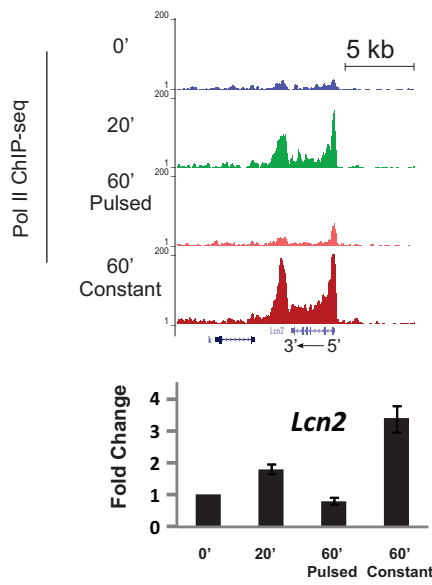 Pol II ChIP-seq
0’
200
1
5 kb
20’
200
1
60’
Pulsed
200
1
60’
Constant
200
1
Lcn2
k
3’ 5’
Fold Change
4
3
2
1
0
Lcn2
0’ 20’ 60’ 60’
Pulsed Constant